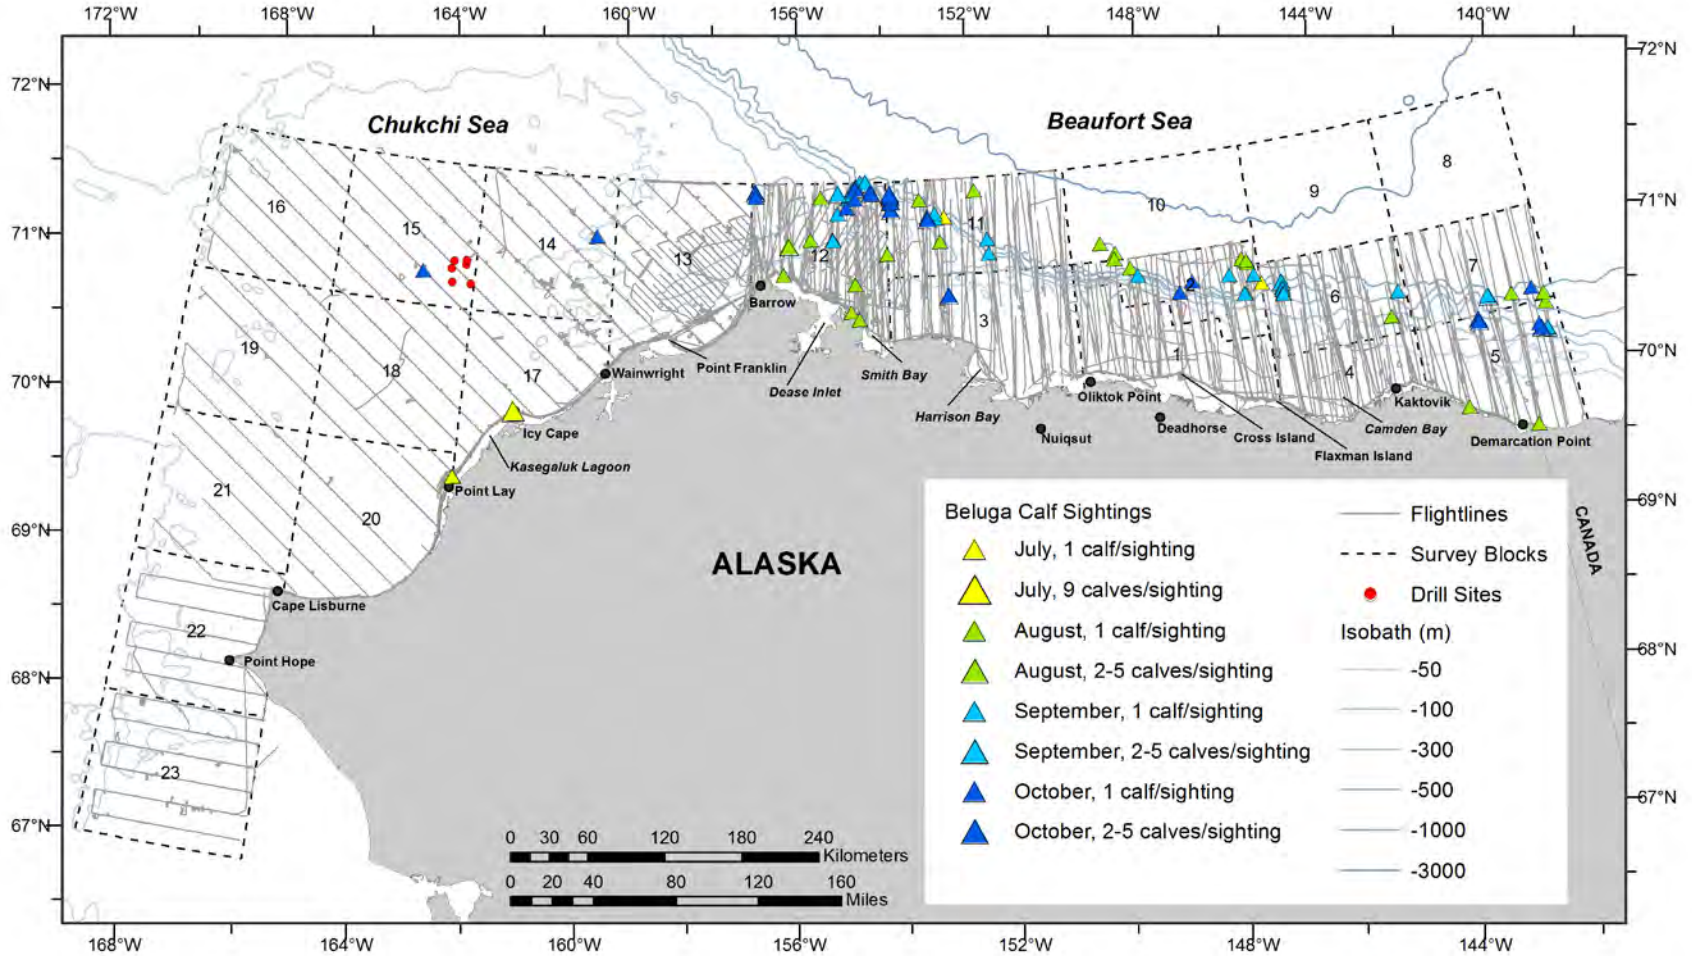 172°W 168°W 160°W 156°W 152°W 148°W 144°W 140°W
72°N 72°N
Chukchi Sea Beaufort Sea
8
9
16 10
71°N 15 14 11 71°N
13 12 7
2 6
Barrow
3
19 18 17 1 5
70°N Wainwright Point Franklin 4 70°N
Dease Inlet Smith Bay
Harrison Bay Oliktok Point Kaktovik
Icy Cape Nuiqsut Deadhorse Cross Island Camden Bay Demarcation Point
Kasegaluk Lagoon Flaxman Island
21 Point Lay
69°N 20 69°N
ALASKA
CANADA
Cape Lisburne
22
68°N Point Hope 68°N
23
67°N 67°N
Beluga Calf Sightings
July, 1 calf/sighting
July, 9 calves/sighting
August, 1 calf/sighting
August, 2-5 calves/sighting
September, 1 calf/sighting
September, 2-5 calves/sighting
October, 1 calf/sighting
October, 2-5 calves/sighting
Flightlines
Survey Blocks
Drill Sites
Isobath (m)
-50
-100
-300
-500
-1000
-3000
0 30 60 120 180 240
Kilometers
0 20 40 80 120 160
Miles
168°W 164°W 160°W 156°W 152°W 148°W 144°W